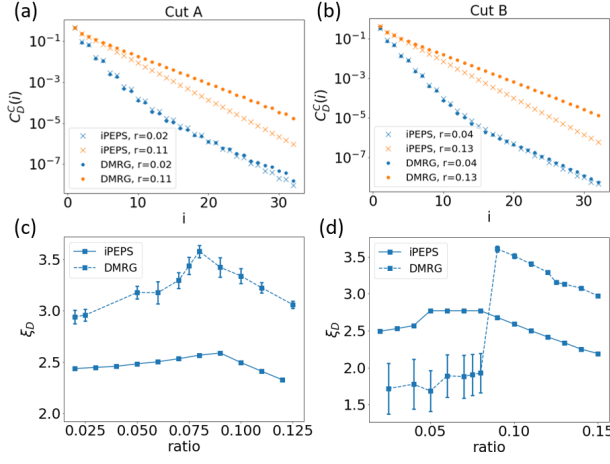 (a) Cut A
10⁻¹
10⁻³
10⁻⁵
10⁻⁷
C_D^C(i)
iPEPS, r=0.02
iPEPS, r=0.11
DMRG, r=0.02
DMRG, r=0.11
0 10 20 30
i
(b) Cut B
10⁻¹
10⁻³
10⁻⁵
10⁻⁷
C_D^C(i)
iPEPS, r=0.04
iPEPS, r=0.13
DMRG, r=0.04
DMRG, r=0.13
0 10 20 30
i
(c)
iPEPS
DMRG
3.5
3.0
2.5
2.0
ξ_D
0.025 0.050 0.075 0.100 0.125
ratio
(d)
iPEPS
DMRG
3.5
3.0
2.5
2.0
1.5
ξ_D
0.05 0.10 0.15
ratio